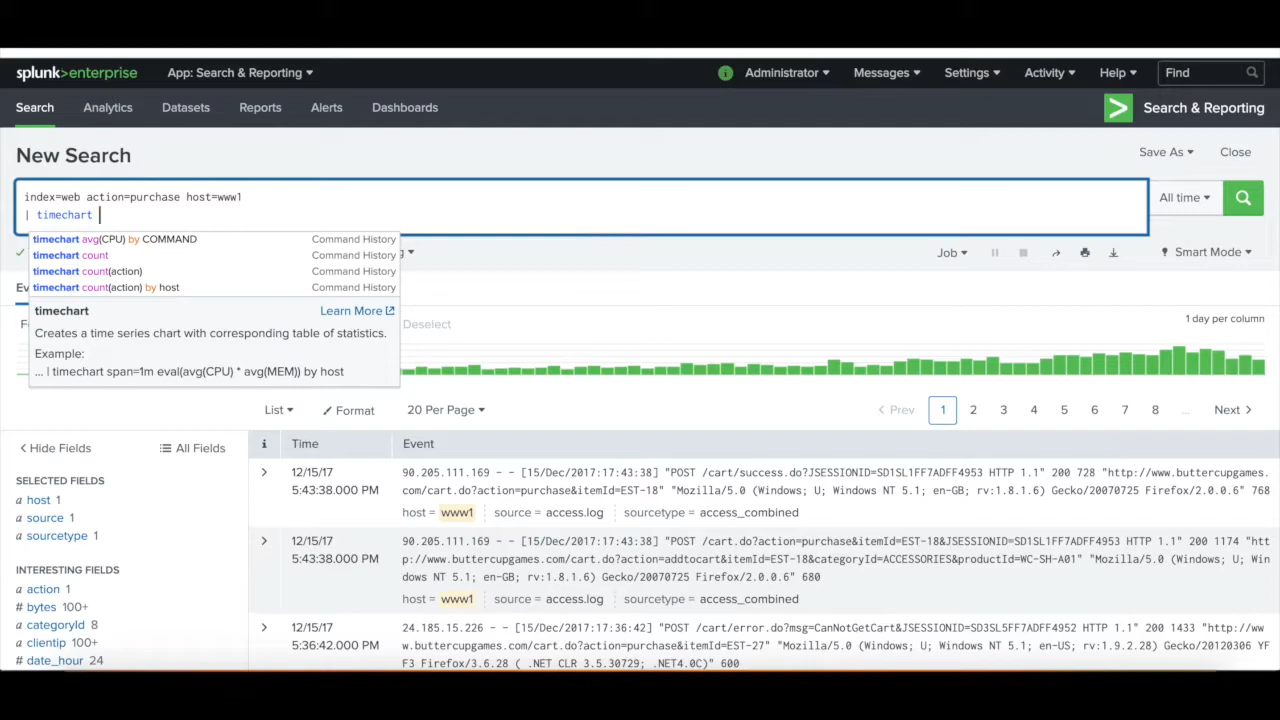 splunk>enterprise App: Search & Reporting i Administrator Messages Settings Activity Help Find
Search Analytics Datasets Reports Alerts Dashboards Search & Reporting
New Search
Save As Close
index=web action=purchase host=www1
| timechart
All time
timechart avg(CPU) by COMMAND Command History
timechart count Command History
timechart count(action) Command History
timechart count(action) by host Command History
Job Smart Mode
timechart Learn More
Creates a time series chart with corresponding table of statistics.
Example:
... | timechart span=1m eval(avg(CPU) * avg(MEM)) by host
Deselect
1 day per column
List Format 20 Per Page
< Prev 1 2 3 4 5 6 7 8 ... Next >
< Hide Fields All Fields
i Time Event
SELECTED FIELDS
a host 1
a source 1
a sourcetype 1
INTERESTING FIELDS
a action 1
# bytes 100+
a categoryId 8
a clientip 100+
# date_hour 24
> 12/15/17
5:43:38.000 PM
90.205.111.169 - - [15/Dec/2017:17:43:38] "POST /cart/success.do?JSESSIONID=SD1SL1FF7ADFF4953 HTTP 1.1" 200 728 "http://www.buttercupgames.
com/cart.do?action=purchase&itemId=EST-18" "Mozilla/5.0 (Windows; U; Windows NT 5.1; en-GB; rv:1.8.1.6) Gecko/20070725 Firefox/2.0.0.6" 768
host = www1 source = access.log sourcetype = access_combined
> 12/15/17
5:43:38.000 PM
90.205.111.169 - - [15/Dec/2017:17:43:38] "POST /cart.do?action=purchase&itemId=EST-18&JSESSIONID=SD1SL1FF7ADFF4953 HTTP 1.1" 200 1174 "htt
p://www.buttercupgames.com/cart.do?action=addtocart&itemId=EST-18&categoryId=ACCESSORIES&productId=WC-SH-A01" "Mozilla/5.0 (Windows; U; Win
dows NT 5.1; en-GB; rv:1.8.1.6) Gecko/20070725 Firefox/2.0.0.6" 680
host = www1 source = access.log sourcetype = access_combined
> 12/15/17
5:36:42.000 PM
24.185.15.226 - - [15/Dec/2017:17:36:42] "POST /cart/error.do?msg=CanNotGetCart&JSESSIONID=SD3SL5FF7ADFF4952 HTTP 1.1" 200 1433 "http://ww
w.buttercupgames.com/cart.do?action=purchase&itemId=EST-27" "Mozilla/5.0 (Windows; U; Windows NT 5.1; en-US; rv:1.9.2.28) Gecko/20120306 YF
F3 Firefox/3.6.28 ( .NET CLR 3.5.30729; .NET4.0C)" 600